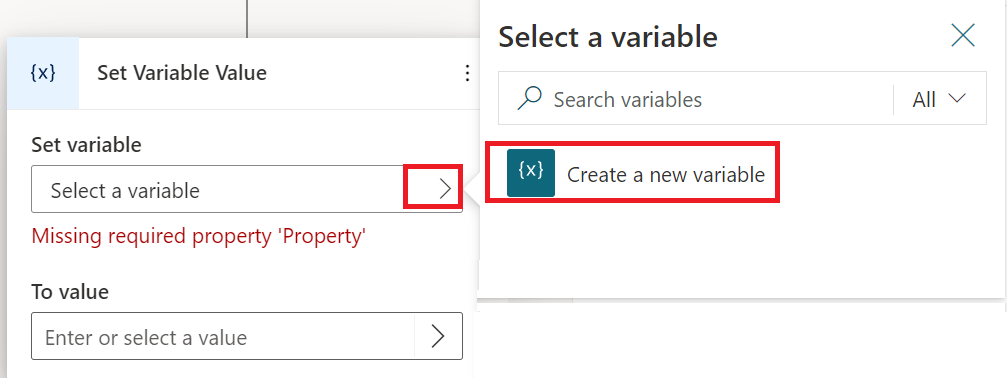 {x} Set Variable Value
Set variable
Select a variable
Missing required property 'Property'
To value
Enter or select a value
Select a variable
Search variables All
{x} Create a new variable